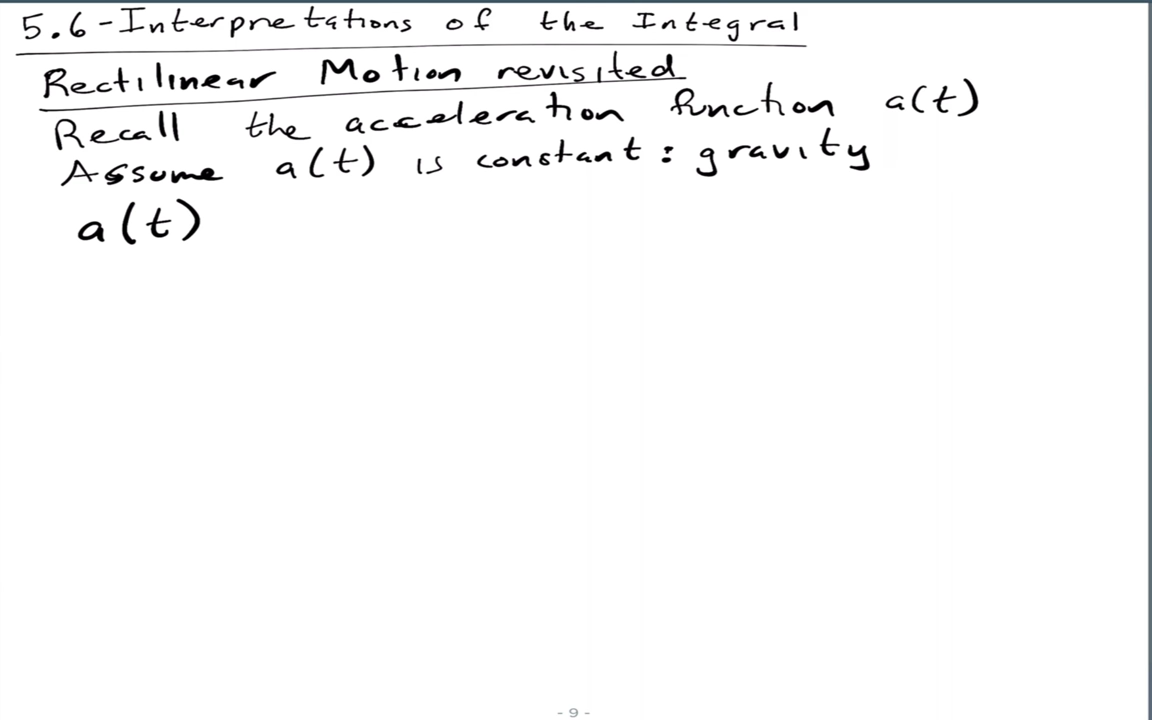 5.6-Interpretations of the Integral
Rectilinear Motion revisited
Recall the acceleration function a(t)
Assume a(t) is constant: gravity
a(t)
- 9 -